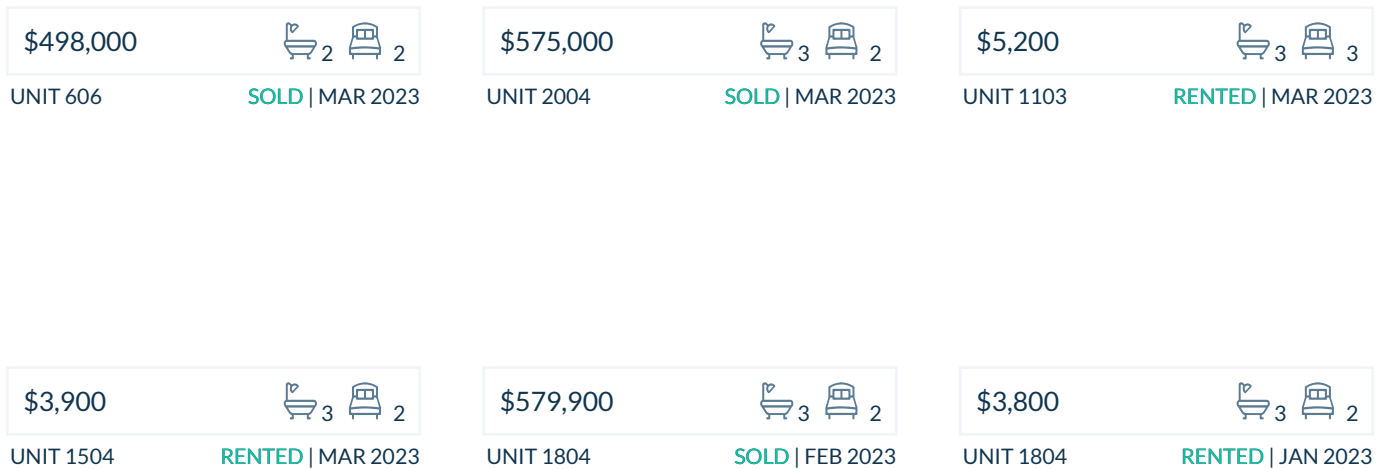 $498,000 2 2
UNIT 606 SOLD | MAR 2023
$575,000 3 2
UNIT 2004 SOLD | MAR 2023
$5,200 3 3
UNIT 1103 RENTED | MAR 2023
$3,900 3 2
UNIT 1504 RENTED | MAR 2023
$579,900 3 2
UNIT 1804 SOLD | FEB 2023
$3,800 3 2
UNIT 1804 RENTED | JAN 2023